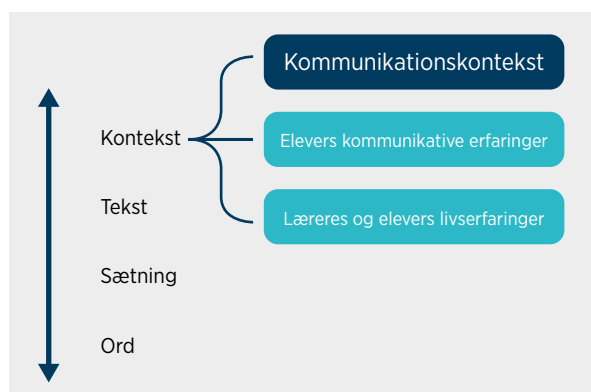 Kommunikationskontekst
Kontekst
Elevers kommunikative erfaringer
Læreres og elevers livserfaringer
Tekst
Sætning
Ord